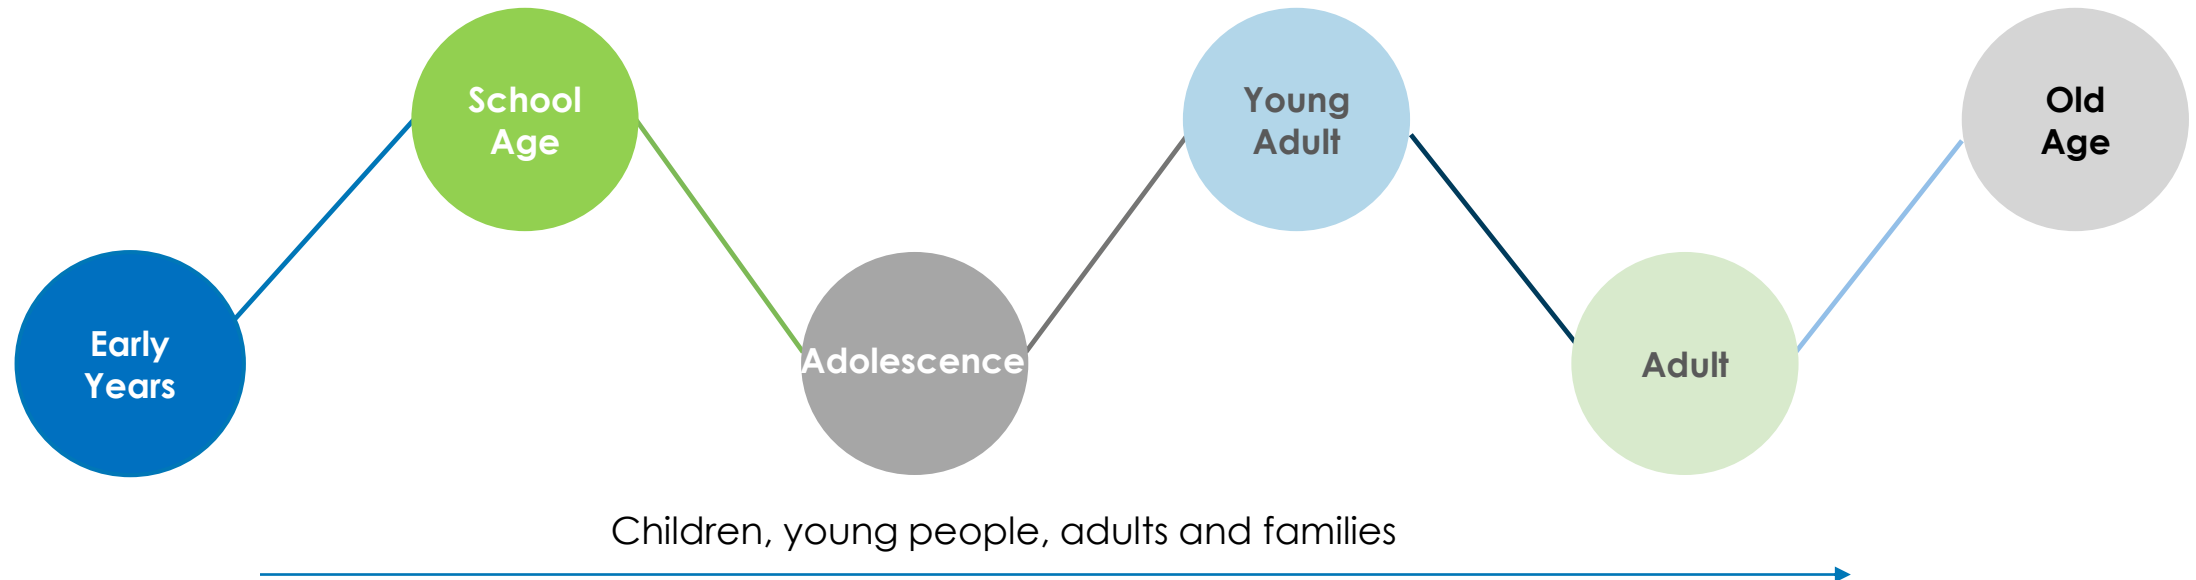 Early
Years
School
Age
Adolescence
Young
Adult
Adult
Old
Age
Children, young people, adults and families